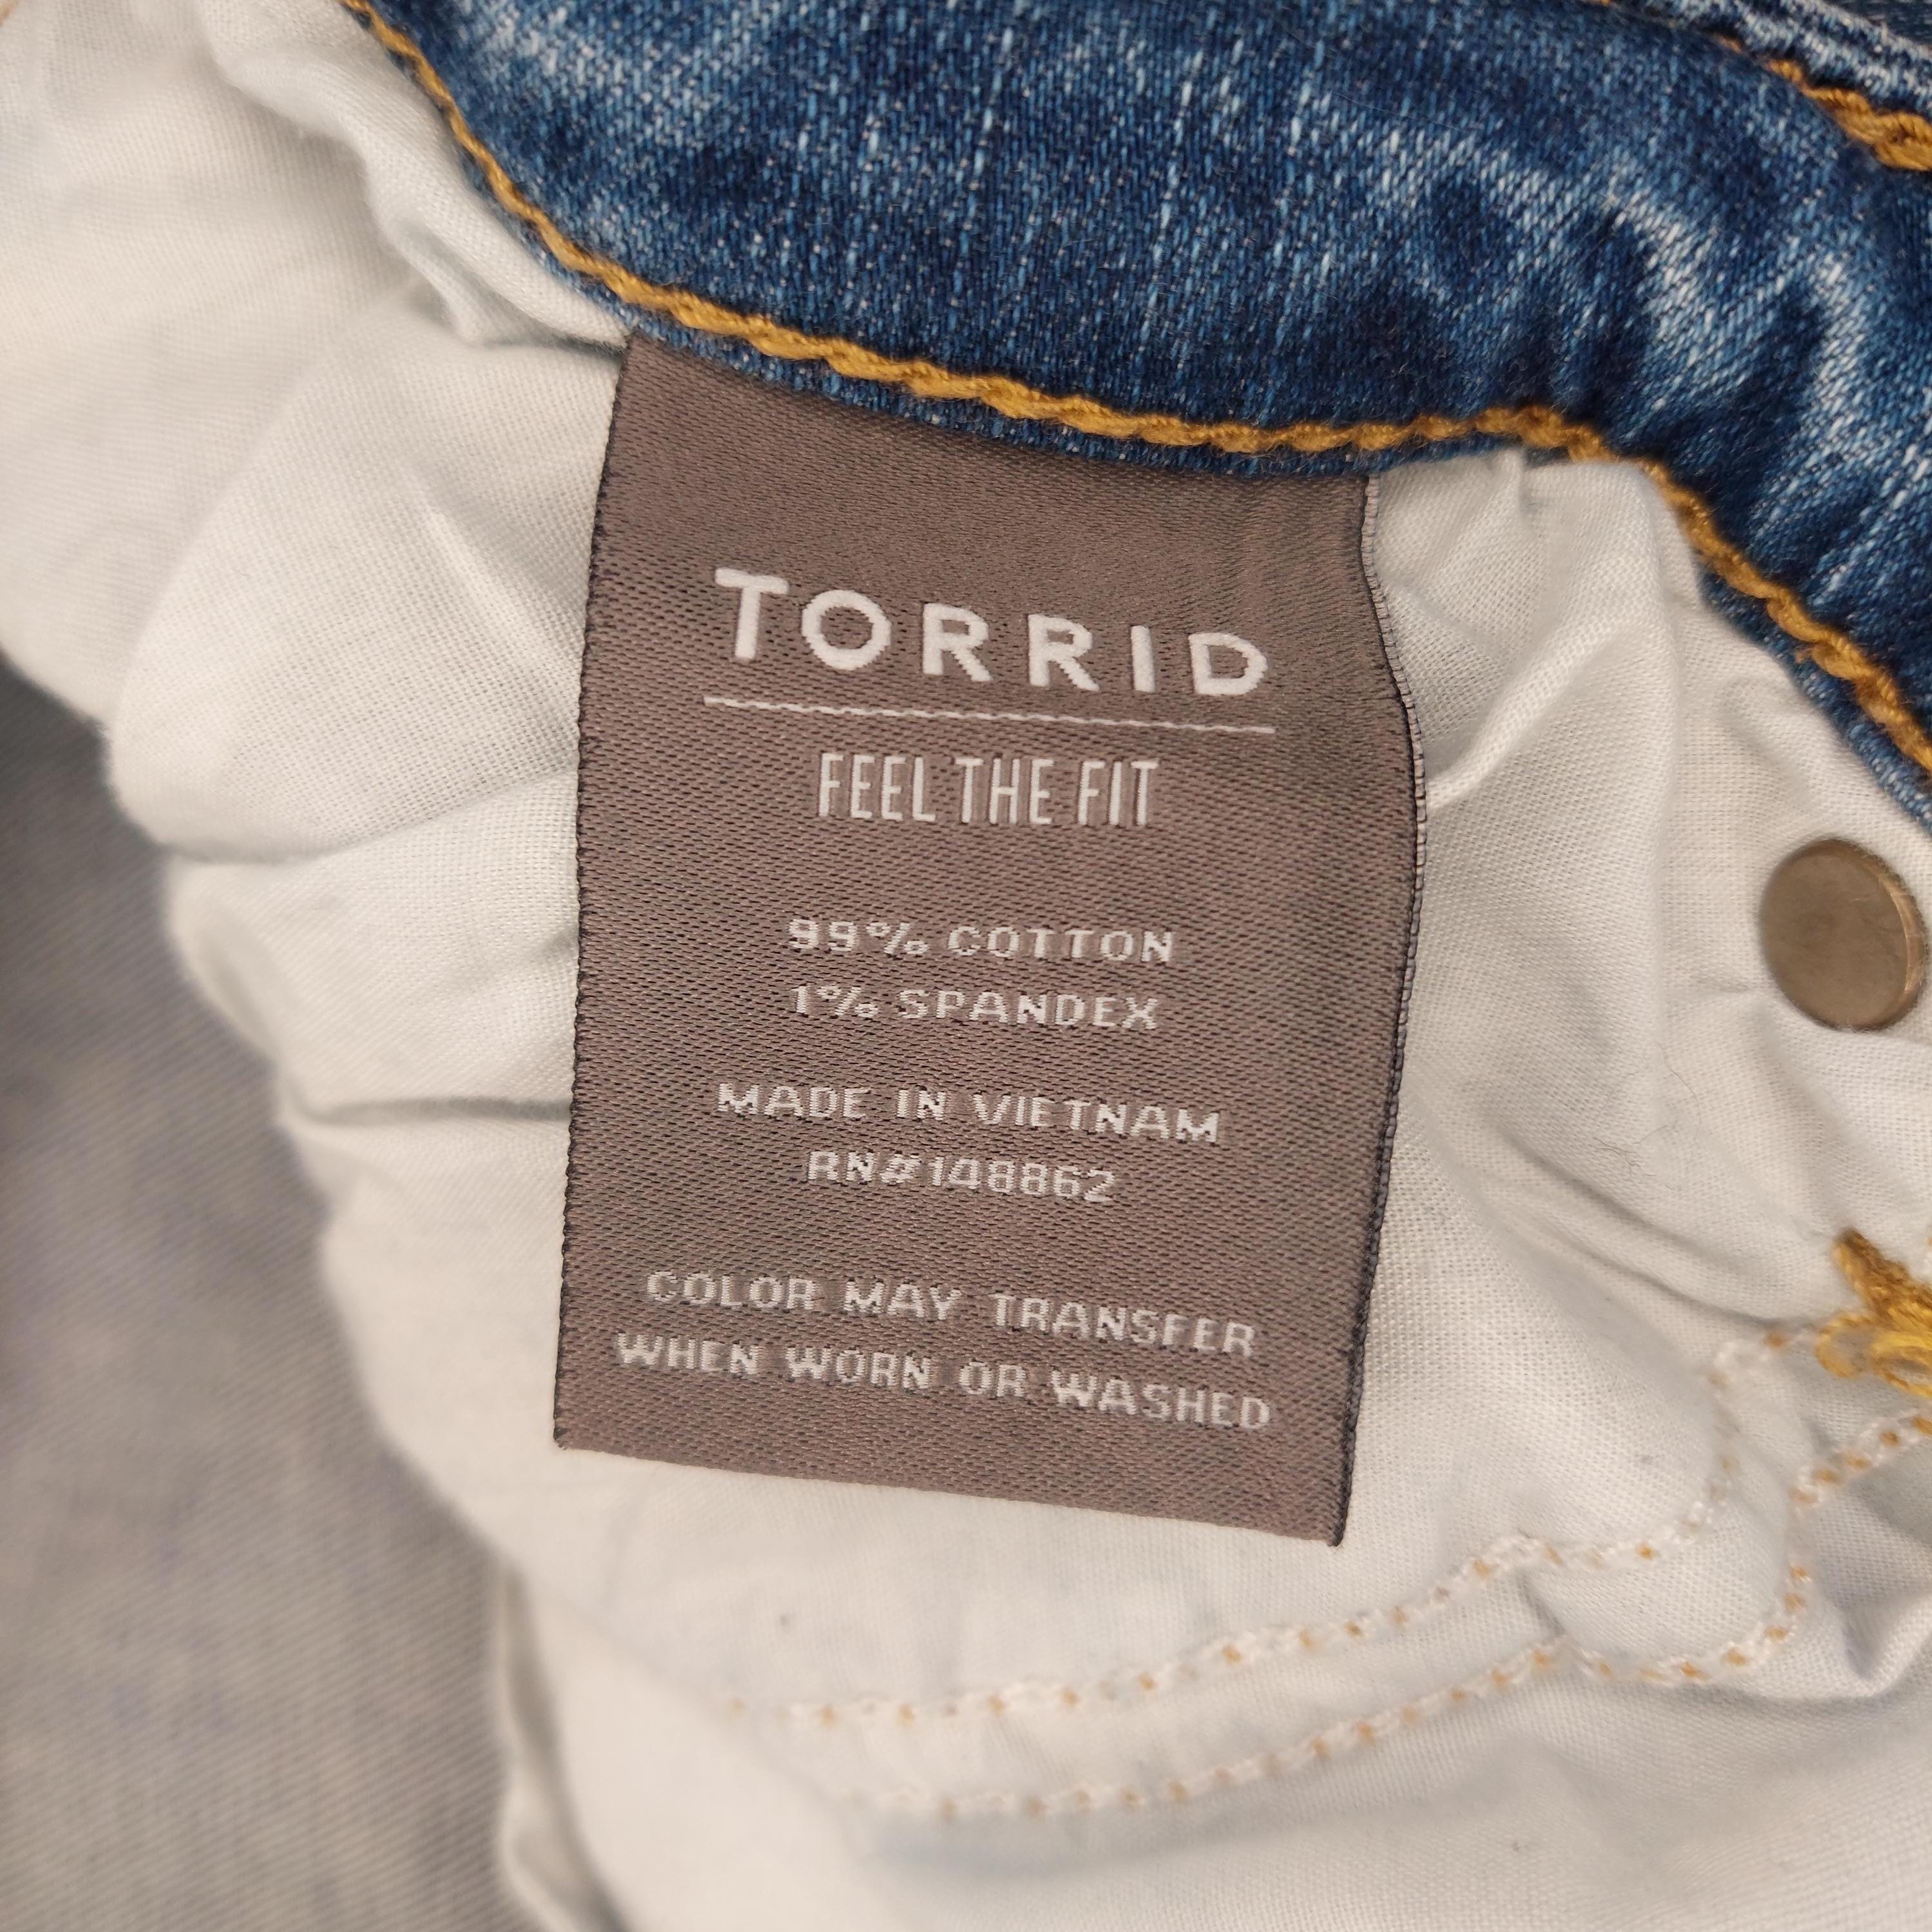 TORRID
FEEL THE FIT
99% COTTON
1% SPANDEX
MADE IN VIETNAM
RN#148862
COLOR MAY TRANSFER
WHEN WORN OR WASHED